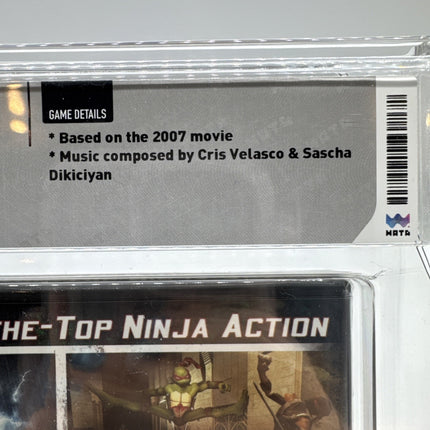 GAME DETAILS
* Based on the 2007 movie
* Music composed by Cris Velasco & Sascha
Dikiciyan
WATA
THE-TOP NINJA ACTION